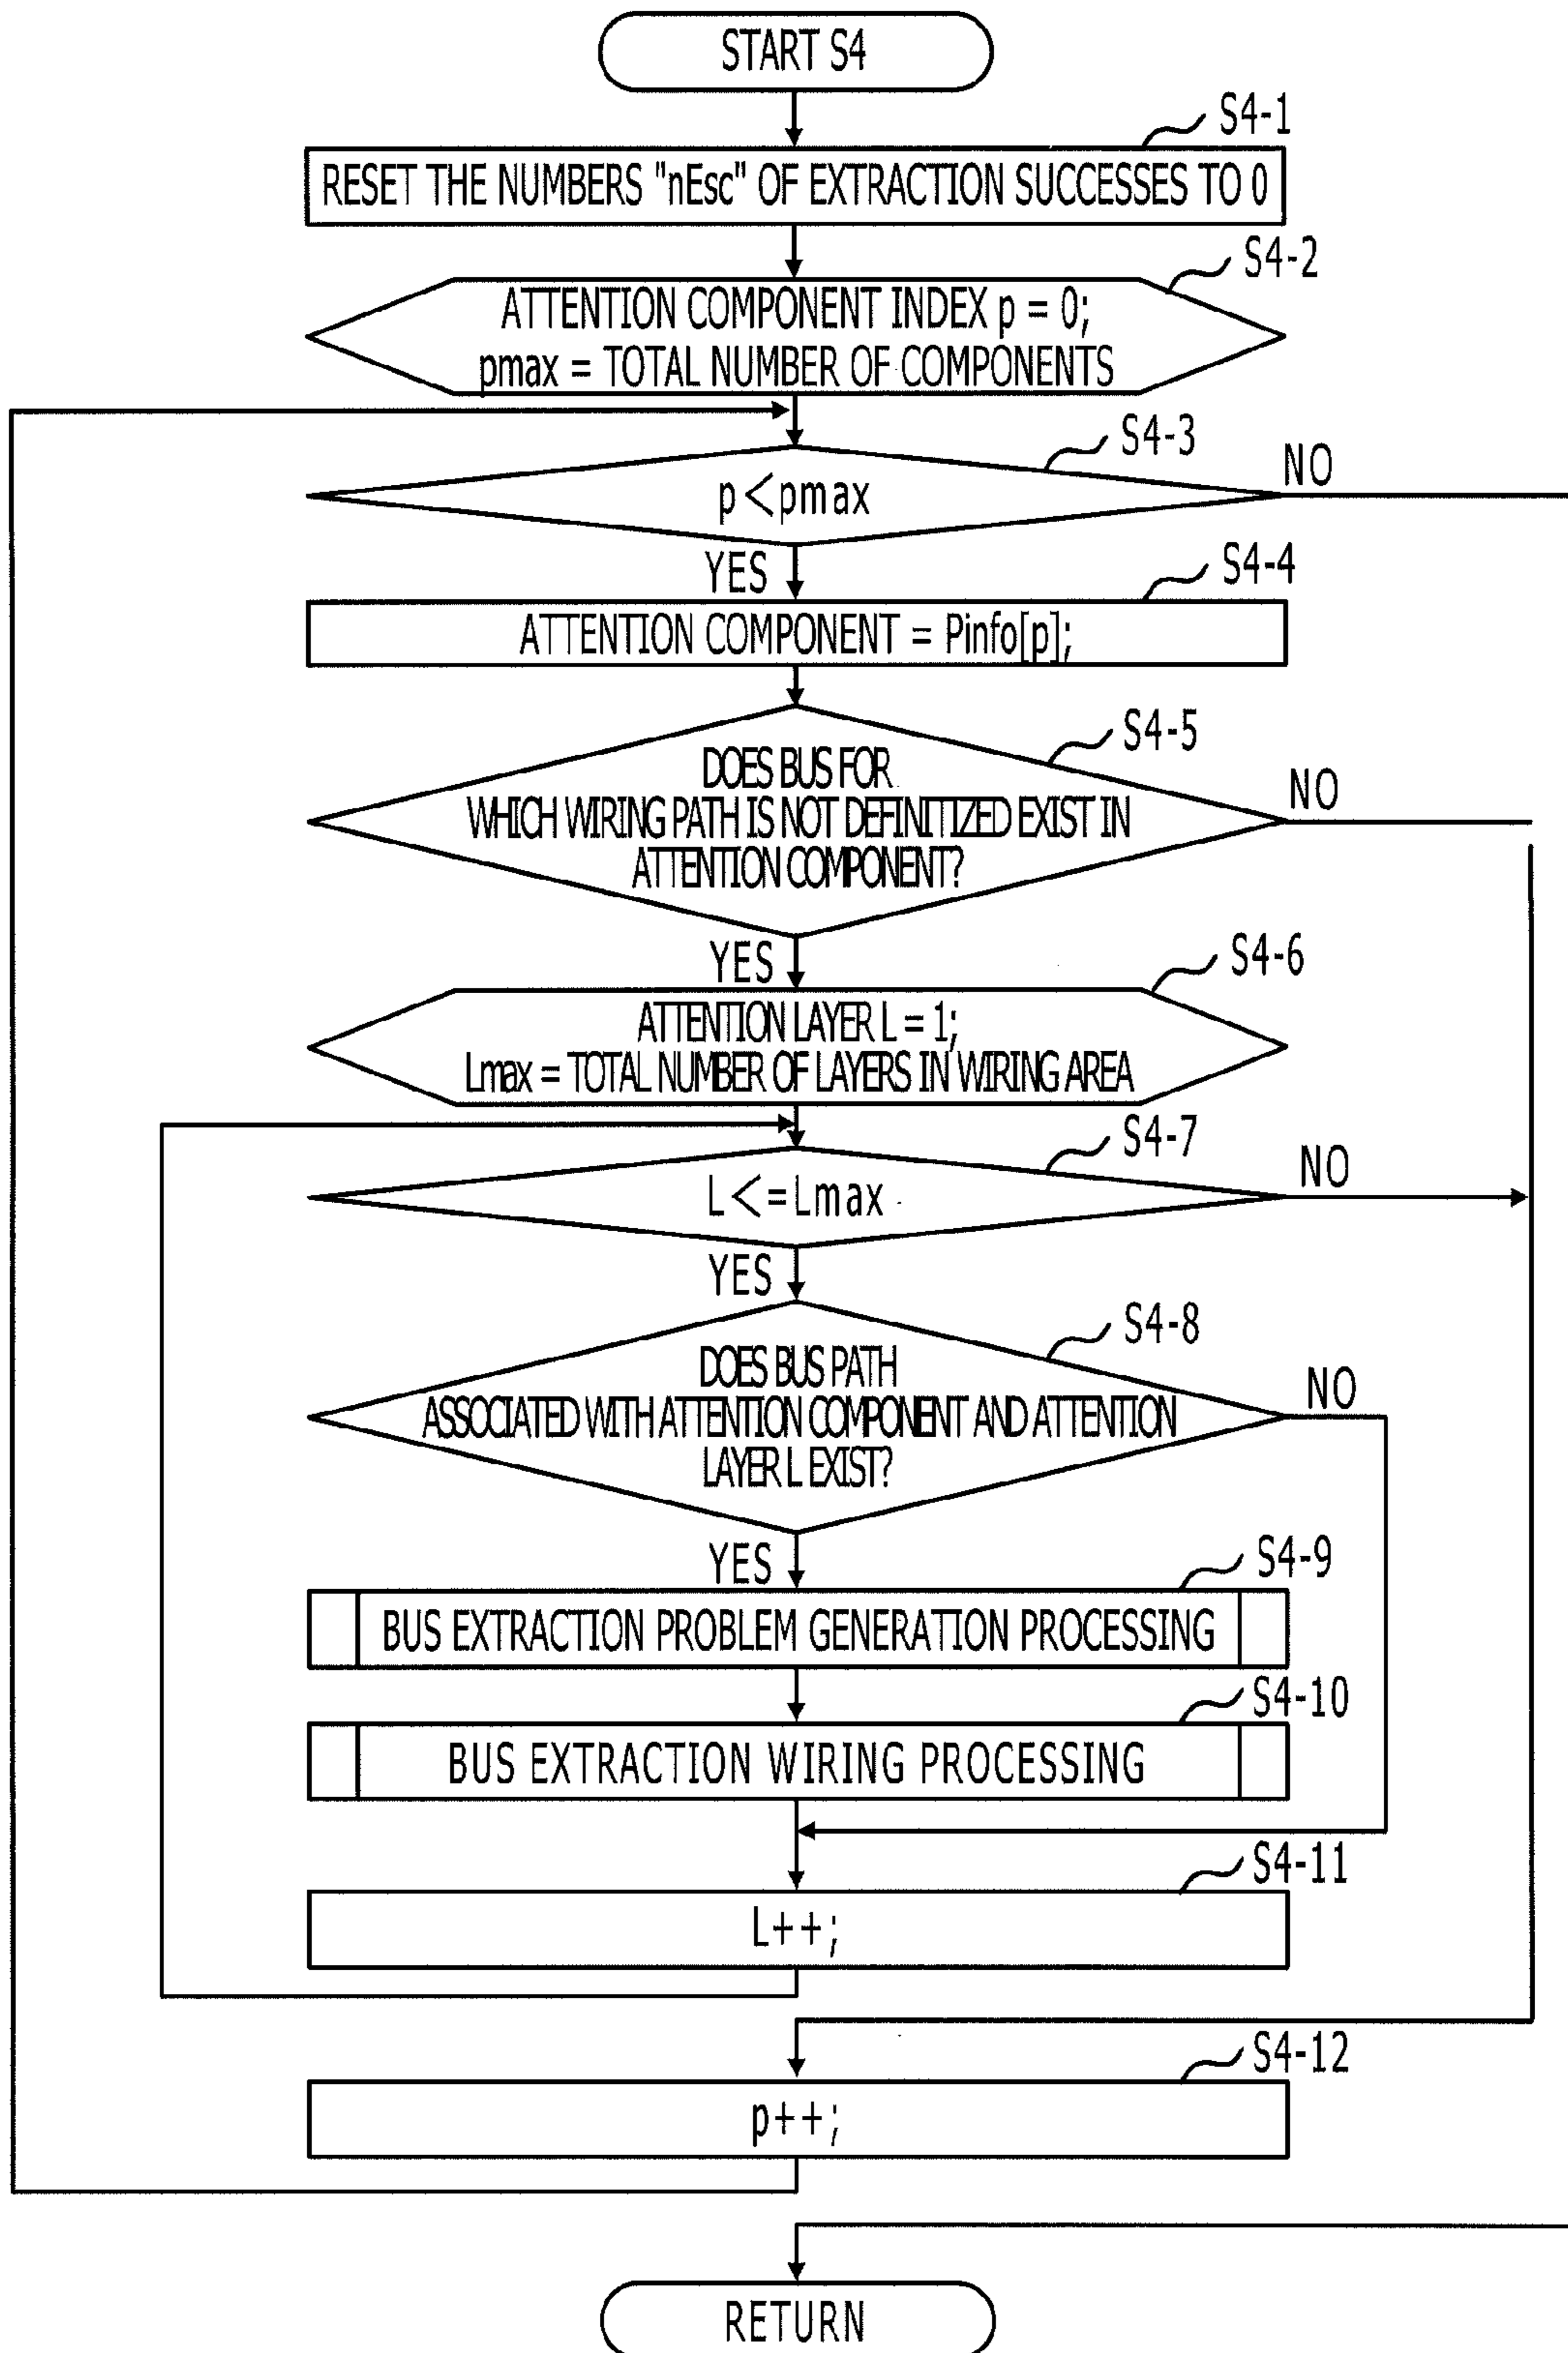 START S4
S4-1
RESET THE NUMBERS "nEsc" OF EXTRACTION SUCCESSES TO 0
S4-2
ATTENTION COMPONENT INDEX p = 0;
pmax = TOTAL NUMBER OF COMPONENTS
S4-3
NO
p<pmax
YES
S4-4
ATTENTION COMPONENT = Pinfo[p];
S4-5
DOES BUS FOR
NO
WHICH WIRING PATH IS NOT DEFINITIZED EXIST IN
ATTENTION COMPONENT?
YES
S4-6
ATTENTION LAYER L = 1;
Lmax = TOTAL NUMBER OF LAYERS IN WIRING AREA
S4-7
NO
L<=Lmax
YES
S4-8
DOES BUS PATH
NO
ASSOCIATED WITH ATTENTION COMPONENT AND ATTENTION
LAYER L EXIST?
YES
S4-9
BUS EXTRACTION PROBLEM GENERATION PROCESSING
S4-10
BUS EXTRACTION WIRING PROCESSING
S4-11
L++;
S4-12
p++;
RETURN